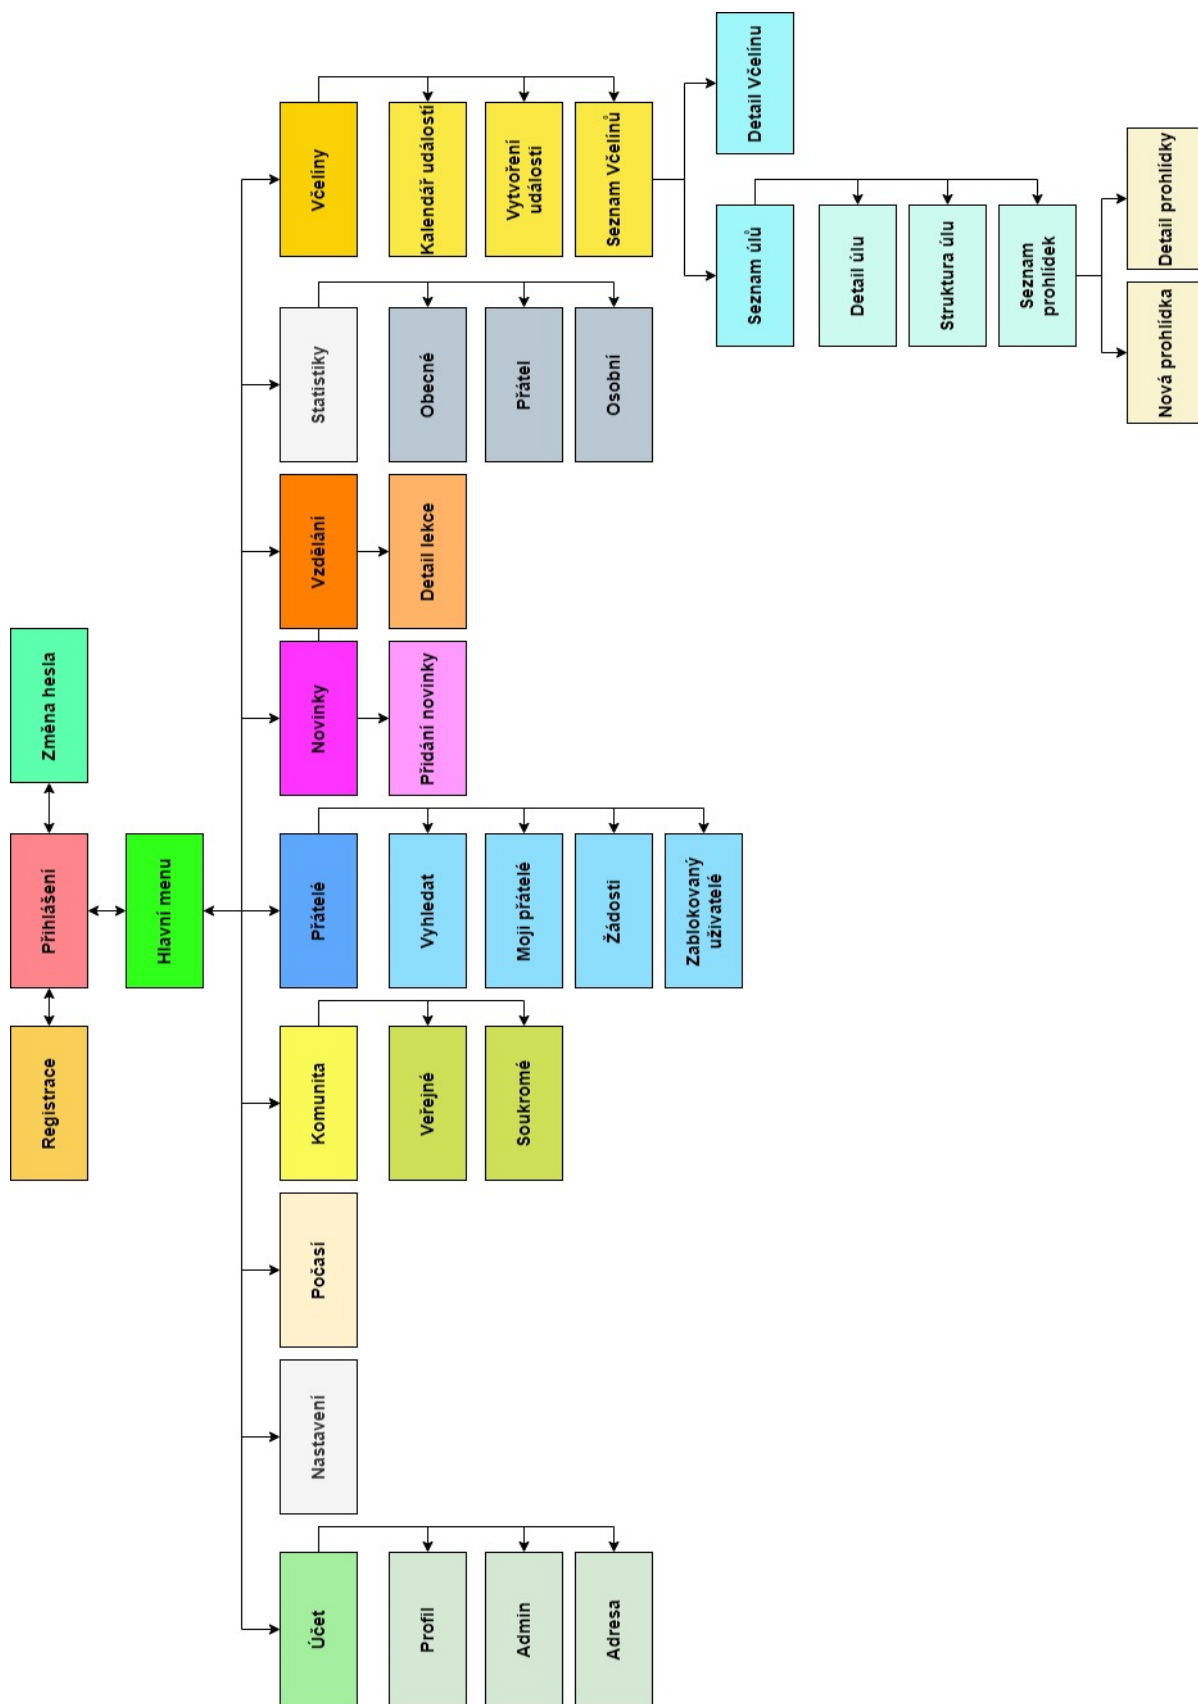 Registrace
Přihlášení
Změna hesla
Hlavní menu
Účet
Nastavení
Počasí
Komunita
Přátelé
Novinky
Vzdělání
Statistiky
Včelíny
Profil
Veřejné
Vyhledat
Přidání novinky
Detail lekce
Obecné
Kalendář událostí
Admin
Soukromé
Moji přátelé
Přátel
Vytvoření
události
Adresa
Žádosti
Osobní
Seznam Včelínů
Zablokovaný
uživatelé
Seznam úlů
Detail Včelínu
Detail úlu
Struktura úlu
Seznam
prohlídek
Nová prohlídka
Detail prohlídky